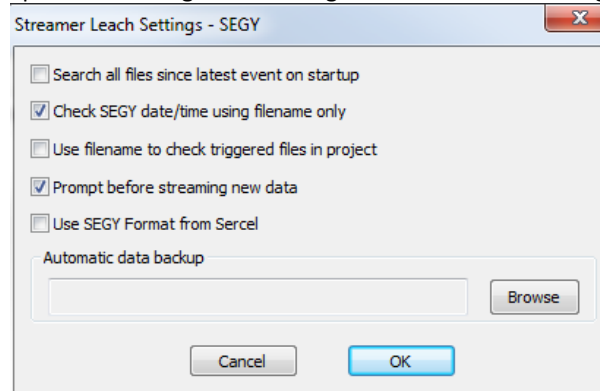 Streamer Leach Settings - SEGY
Search all files since latest event on startup
Check SEGY date/time using filename only
Use filename to check triggered files in project
Prompt before streaming new data
Use SEGY Format from Sercel
Automatic data backup
Browse
Cancel
OK